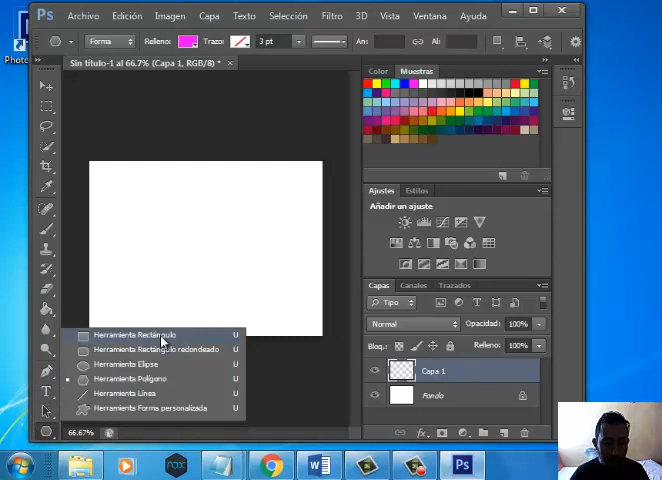 Ps Archivo Edición Imagen Capa Texto Selección Filtro 3D Vista Ventana Ayuda
Forma Relleno: Trazo: 3 pt An: Al:
Sin título-1 al 66.7% (Capa 1, RGB/8) * ×
Color Muestras
Ajustes Estilos
Añadir un ajuste
Capas Canales Trazados
Tipo
Normal Opacidad: 100%
Bloq.: Relleno: 100%
Capa 1
Fondo
Herramienta Rectángulo U
Herramienta Rectángulo redondeado U
Herramienta Elipse U
Herramienta Polígono U
Herramienta Línea U
Herramienta Forma personalizada U
66.67%
fx
nox
W
Ps